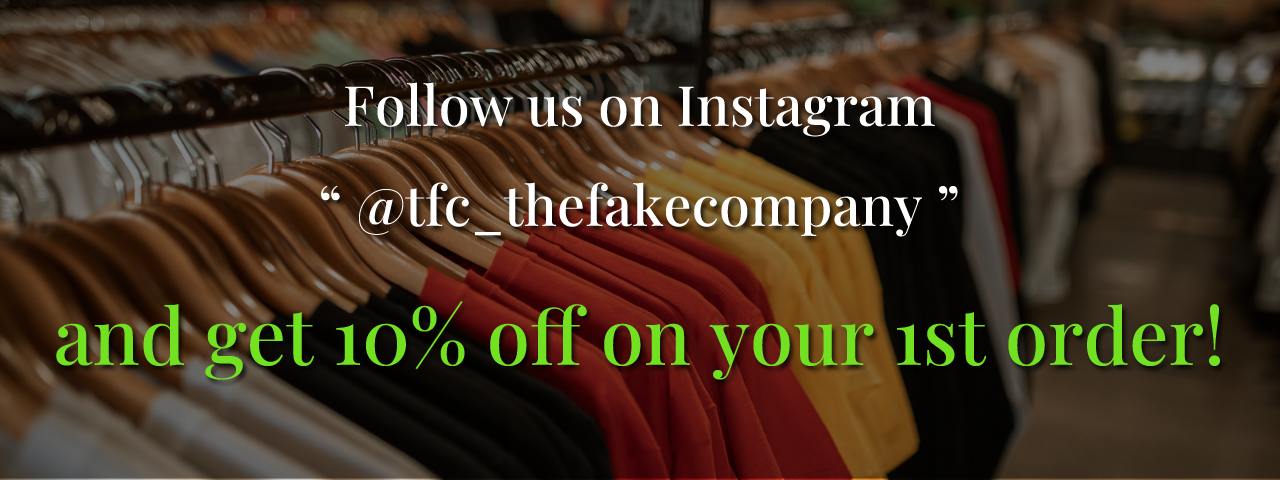 Follow us on Instagram
“ @tfc_thefakecompany ”
and get 10% off on your 1st order!